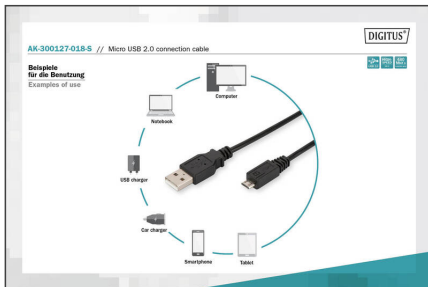 DIGITUS
AK-300127-018-S // Micro USB 2.0 connection cable
Beispiele
für die Benutzung
Examples of use
Computer
Notebook
USB charger
Car charger
Smartphone
Tablet